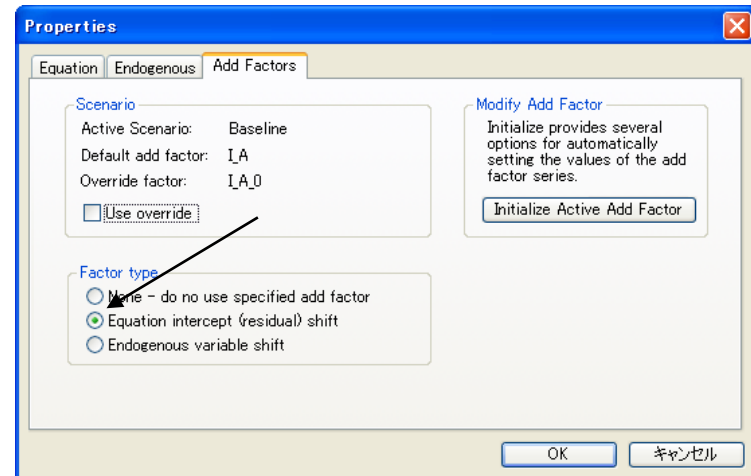 Properties
Equation Endogenous Add Factors
Scenario
Active Scenario: Baseline
Default add factor: I_A
Override factor: I_A_0
Use override
Modify Add Factor
Initialize provides several
options for automatically
setting the values of the add
factor series.
Initialize Active Add Factor
Factor type
None - do no use specified add factor
Equation intercept (residual) shift
Endogenous variable shift
OK キャンセル